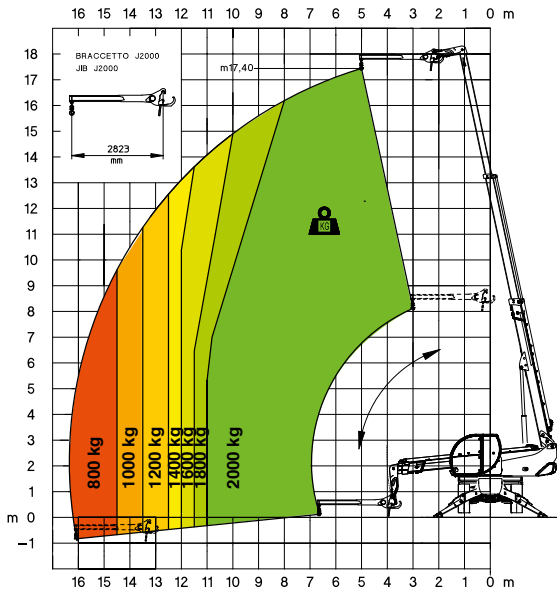 16 15 14 13 12 11 10 9 8 7 6 5 4 3 2 1 0 m
18
17
16
15
14
13
12
11
10
9
8
7
6
5
4
3
2
1
m 0
-1
BRACCETTO J2000
JIB J2000
2823
mm
m17,40
KG
800 kg
1000 kg
1200 kg
1400 kg
1600 kg
1800 kg
2000 kg
16 15 14 13 12 11 10 9 8 7 6 5 4 3 2 1 0 m